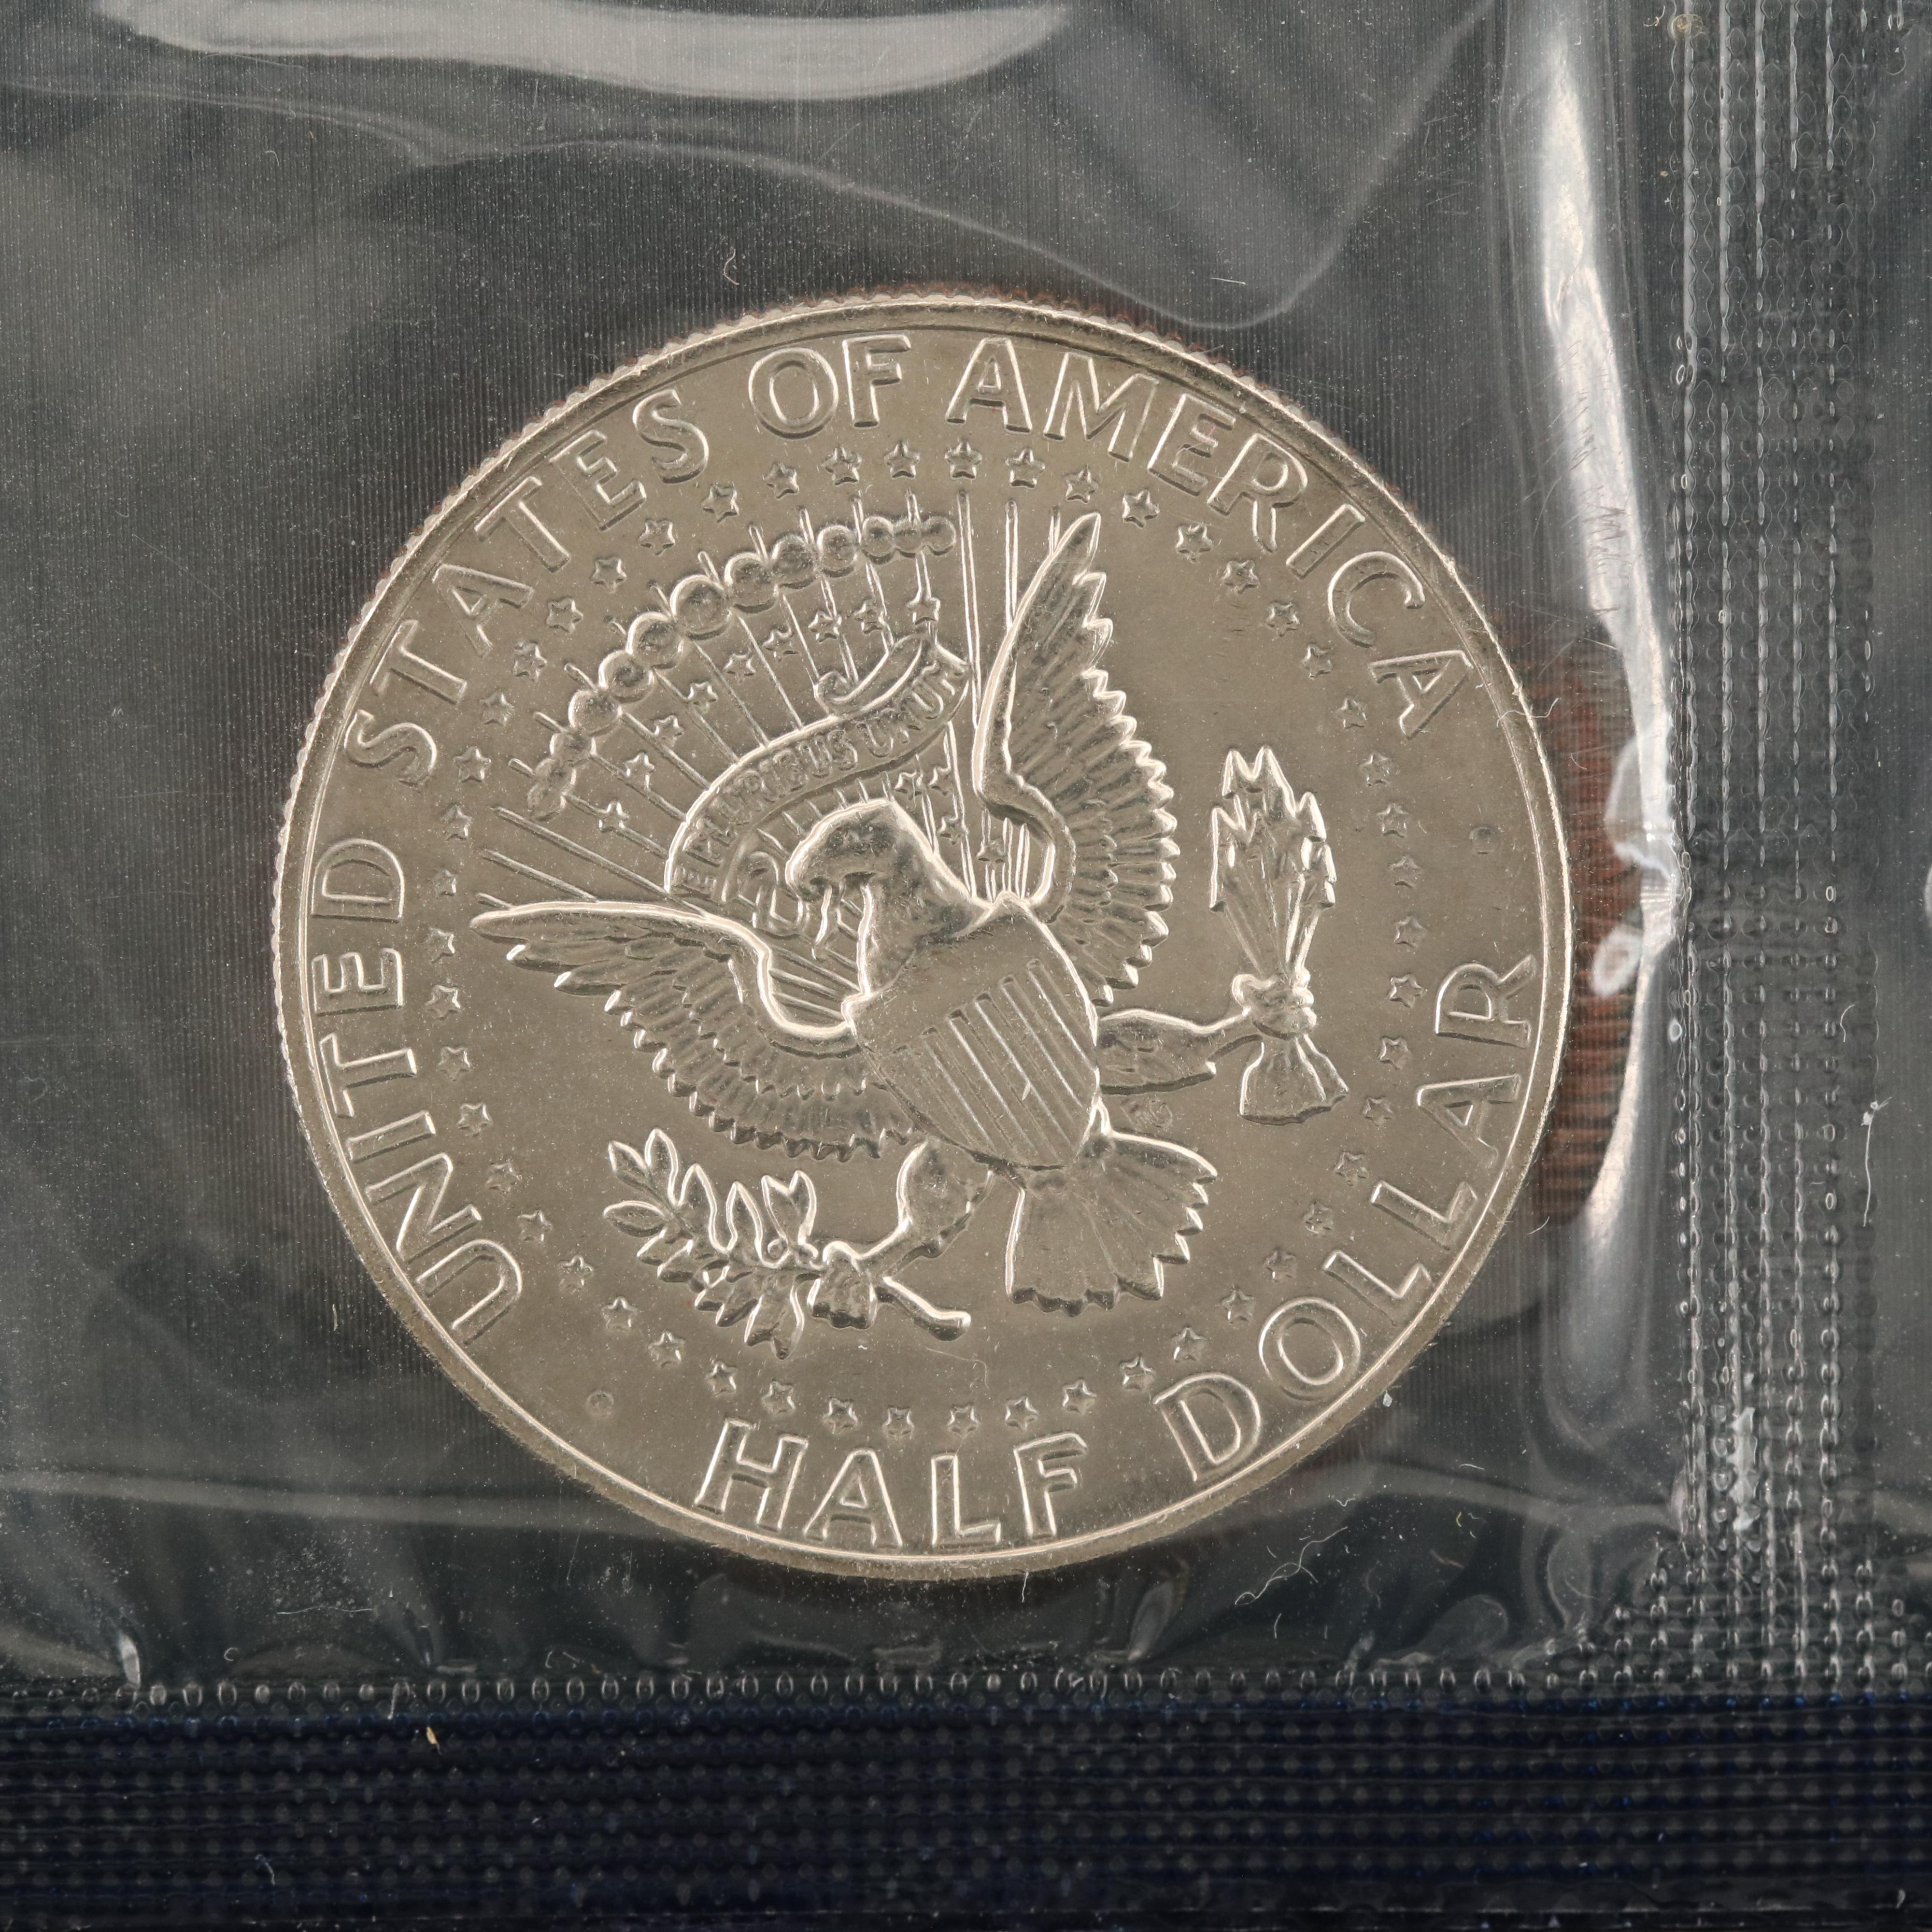 UNITED STATES OF AMERICA
E PLURIBUS UNUM
HALF DOLLAR